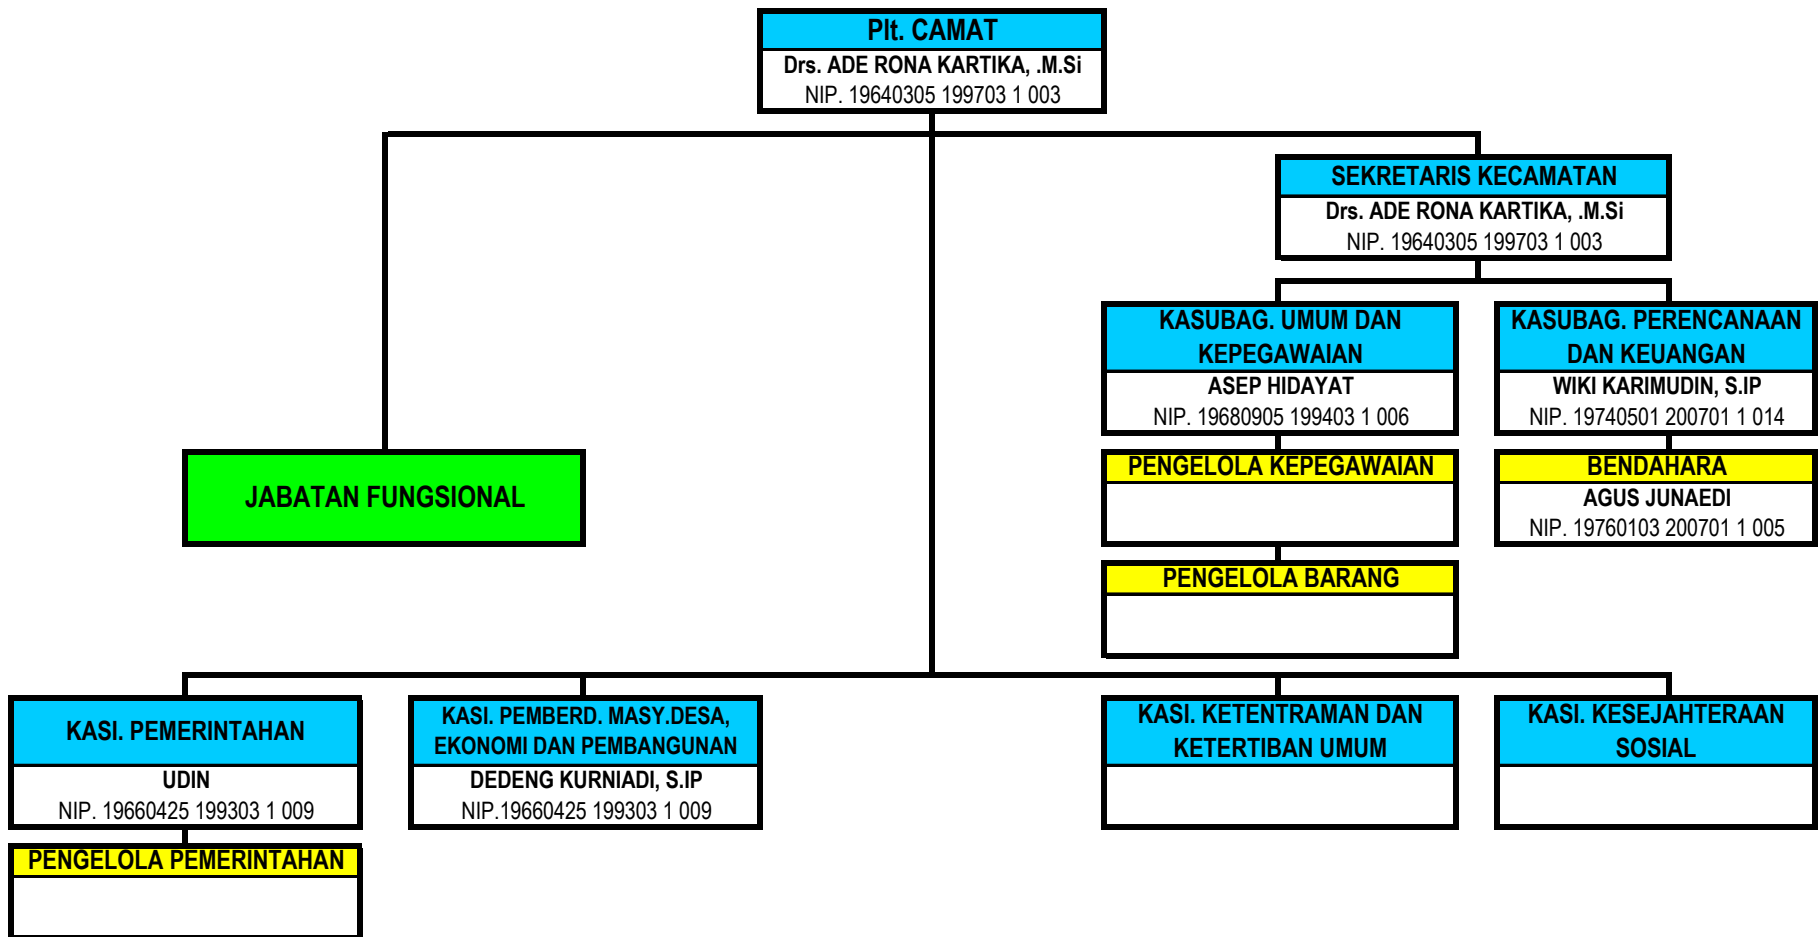 Plt. CAMAT
Drs. ADE RONA KARTIKA, .M.Si
NIP. 19640305 199703 1 003
SEKRETARIS KECAMATAN
Drs. ADE RONA KARTIKA, .M.Si
NIP. 19640305 199703 1 003
KASUBAG. UMUM DAN
KEPEGAWAIAN
ASEP HIDAYAT
NIP. 19680905 199403 1 006
KASUBAG. PERENCANAAN
DAN KEUANGAN
WIKI KARIMUDIN, S.IP
NIP. 19740501 200701 1 014
JABATAN FUNGSIONAL
PENGELOLA KEPEGAWAIAN
BENDAHARA
AGUS JUNAEDI
NIP. 19760103 200701 1 005
PENGELOLA BARANG
KASI. PEMERINTAHAN
UDIN
NIP. 19660425 199303 1 009
KASI. PEMBERD. MASY.DESA,
EKONOMI DAN PEMBANGUNAN
DEDENG KURNIADI, S.IP
NIP.19660425 199303 1 009
KASI. KETENTRAMAN DAN
KETERTIBAN UMUM
KASI. KESEJAHTERAAN
SOSIAL
PENGELOLA PEMERINTAHAN